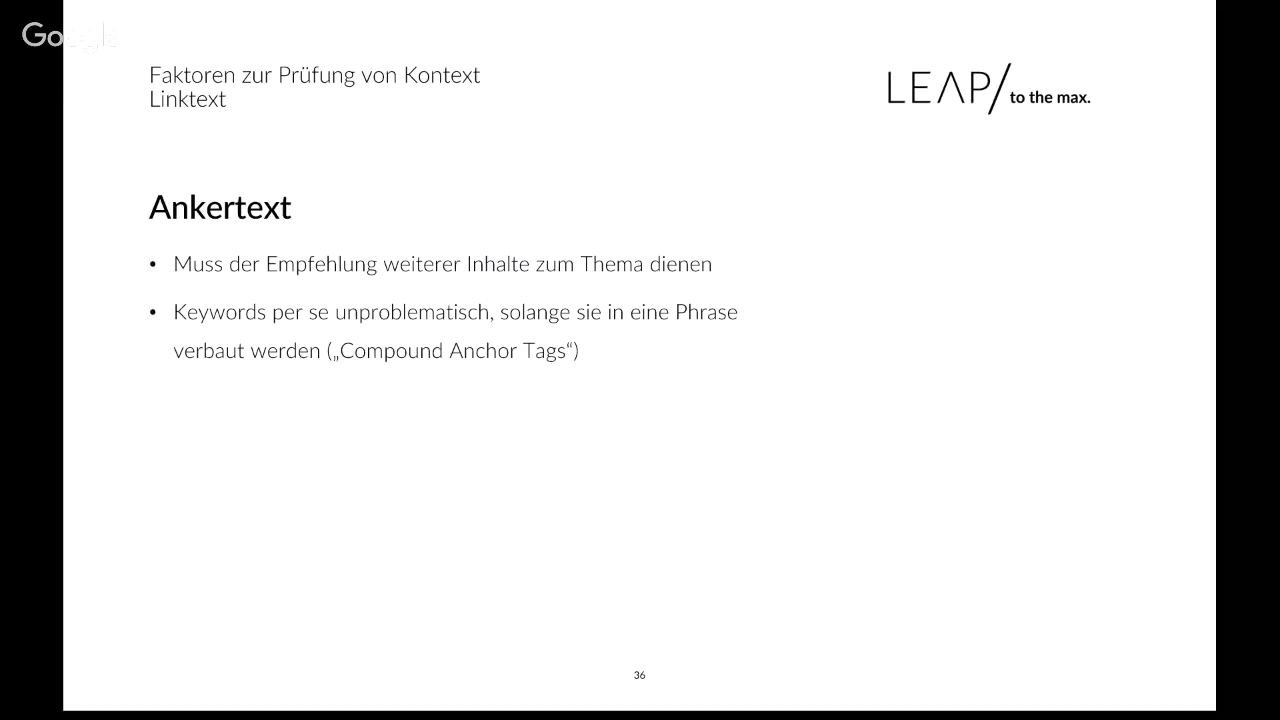 Google
Faktoren zur Prüfung von Kontext
Linktext
LEAP/to the max.
Ankertext
• Muss der Empfehlung weiterer Inhalte zum Thema dienen
• Keywords per se unproblematisch, solange sie in eine Phrase
verbaut werden („Compound Anchor Tags“)
36